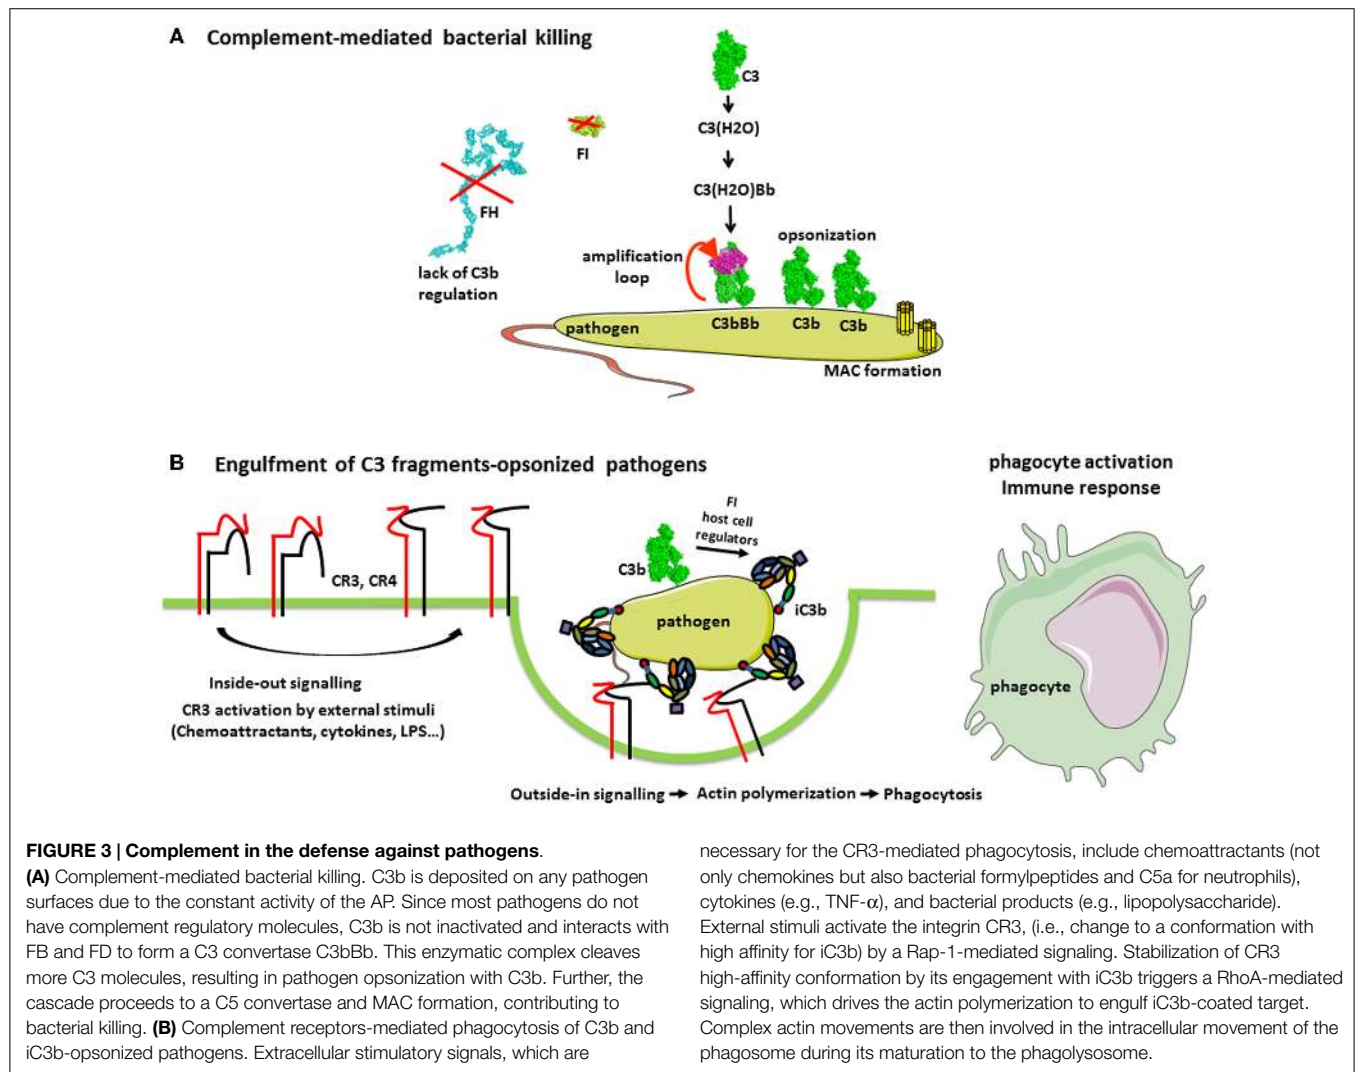 A Complement-mediated bacterial killing
C3
C3(H2O)
FI
C3(H2O)Bb
FH
opsonization
amplification
loop
lack of C3b
regulation
pathogen
C3bBb
C3b
C3b
MAC formation
B Engulfment of C3 fragments-opsonized pathogens
phagocyte activation
Immune response
FI
host cell
regulators
C3b
CR3, CR4
iC3b
pathogen
phagocyte
Inside-out signalling
CR3 activation by external stimuli
(Chemoattractants, cytokines, LPS...)
Outside-in signalling → Actin polymerization → Phagocytosis
FIGURE 3 | Complement in the defense against pathogens.
(A) Complement-mediated bacterial killing. C3b is deposited on any pathogen
surfaces due to the constant activity of the AP. Since most pathogens do not
have complement regulatory molecules, C3b is not inactivated and interacts with
FB and FD to form a C3 convertase C3bBb. This enzymatic complex cleaves
more C3 molecules, resulting in pathogen opsonization with C3b. Further, the
cascade proceeds to a C5 convertase and MAC formation, contributing to
bacterial killing. (B) Complement receptors-mediated phagocytosis of C3b and
iC3b-opsonized pathogens. Extracellular stimulatory signals, which are
necessary for the CR3-mediated phagocytosis, include chemoattractants (not
only chemokines but also bacterial formylpeptides and C5a for neutrophils),
cytokines (e.g., TNF-α), and bacterial products (e.g., lipopolysaccharide).
External stimuli activate the integrin CR3, (i.e., change to a conformation with
high affinity for iC3b) by a Rap-1-mediated signaling. Stabilization of CR3
high-affinity conformation by its engagement with iC3b triggers a RhoA-mediated
signaling, which drives the actin polymerization to engulf iC3b-coated target.
Complex actin movements are then involved in the intracellular movement of the
phagosome during its maturation to the phagolysosome.